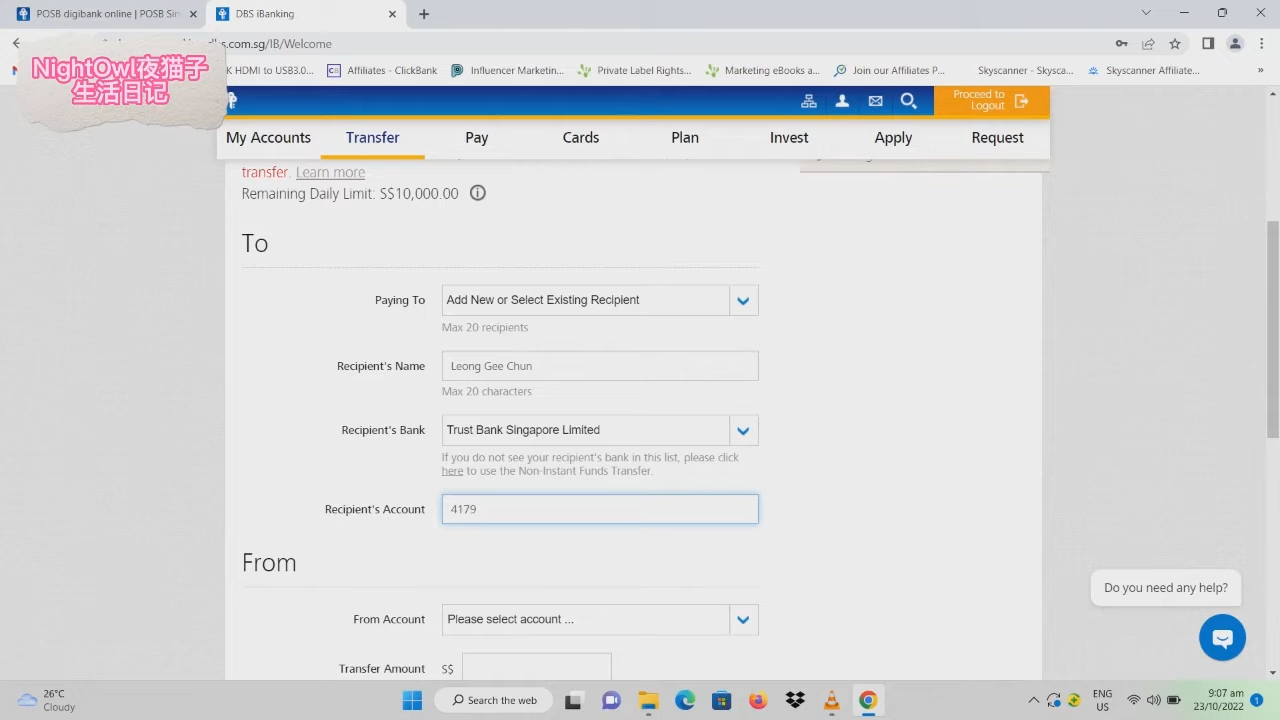 POSB digibank online | POSB Sin
DBS iBanking
.com.sg/IB/Welcome
NightOwl夜猫子
生活日记
K HDMI to USB3.0...
Affiliates - ClickBank
Influencer Marketin...
Private Label Rights...
Marketing eBooks...
Affiliates P...
Skyscanner - Skysca...
Skyscanner Affiliate...
»
Proceed to
Logout
My Accounts
Transfer
Pay
Cards
Plan
Invest
Apply
Request
transfer. Learn more
Remaining Daily Limit: S$10,000.00
To
Paying To
Add New or Select Existing Recipient
Max 20 recipients
Recipient's Name
Leong Gee Chun
Max 20 characters
Recipient's Bank
Trust Bank Singapore Limited
If you do not see your recipient's bank in this list, please click
here to use the Non-Instant Funds Transfer.
Recipient's Account
4179
From
From Account
Please select account ...
Transfer Amount
S$
Do you need any help?
26°C
Cloudy
Search the web
ENG
US
9:07 am
23/10/2022
1